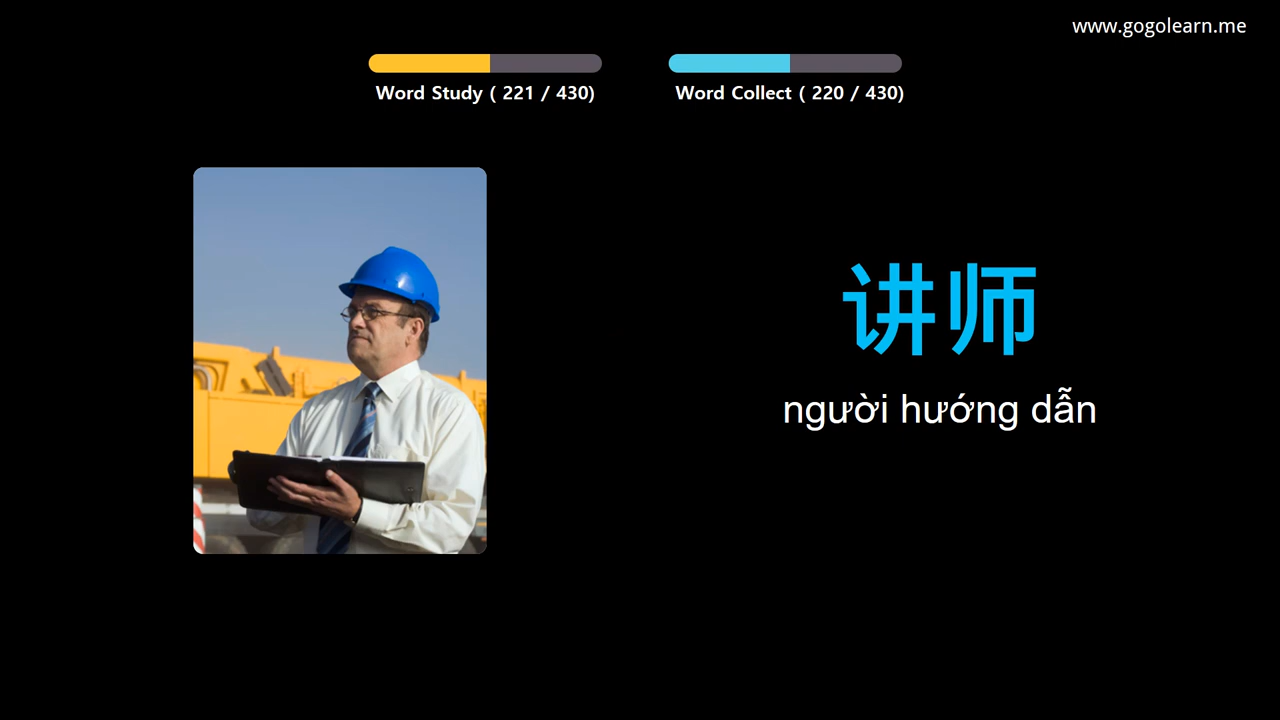 www.gogolearn.me
Word Study ( 221 / 430)
Word Collect ( 220 / 430)
讲师
người hướng dẫn